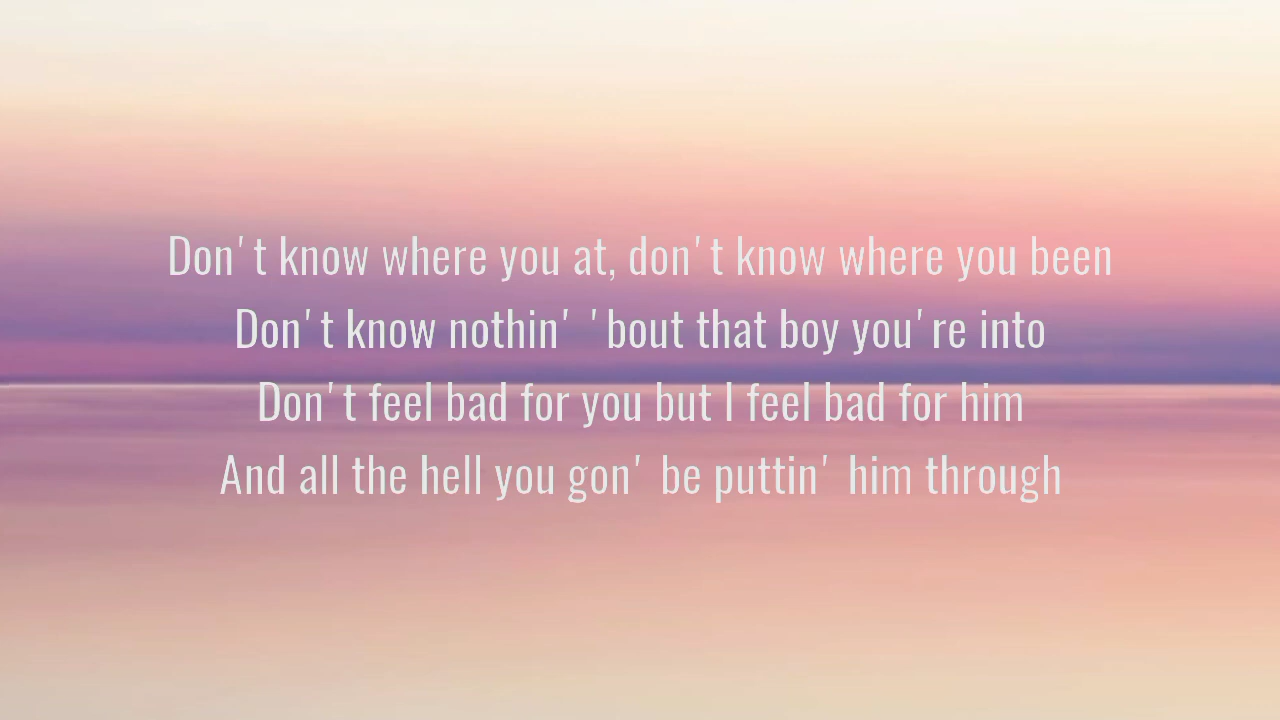 Don't know where you at, don't know where you been
Don't know nothin' 'bout that boy you're into
Don't feel bad for you but I feel bad for him
And all the hell you gon' be puttin' him through